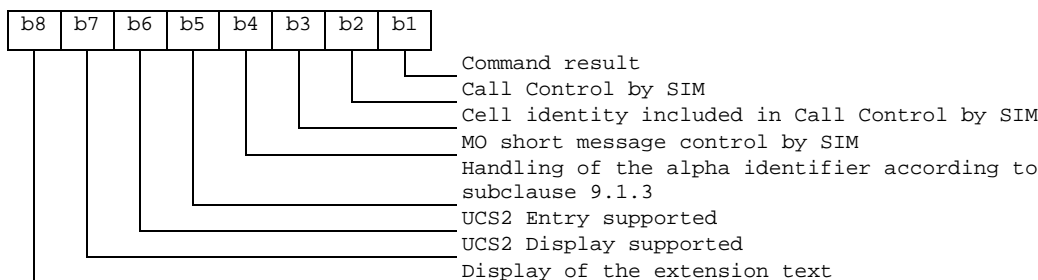 b8 b7 b6 b5 b4 b3 b2 b1
Command result
Call Control by SIM
Cell identity included in Call Control by SIM
MO short message control by SIM
Handling of the alpha identifier according to
subclause 9.1.3
UCS2 Entry supported
UCS2 Display supported
Display of the extension text